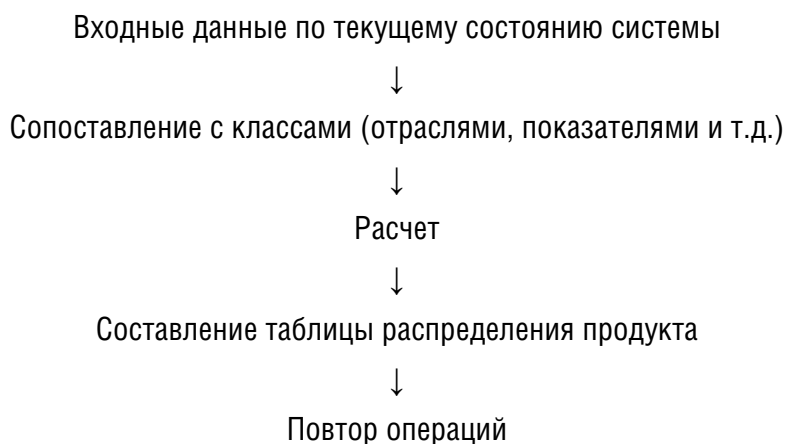 Входные данные по текущему состоянию системы
↓
Сопоставление с классами (отраслями, показателями и т.д.)
↓
Расчет
↓
Составление таблицы распределения продукта
↓
Повтор операций